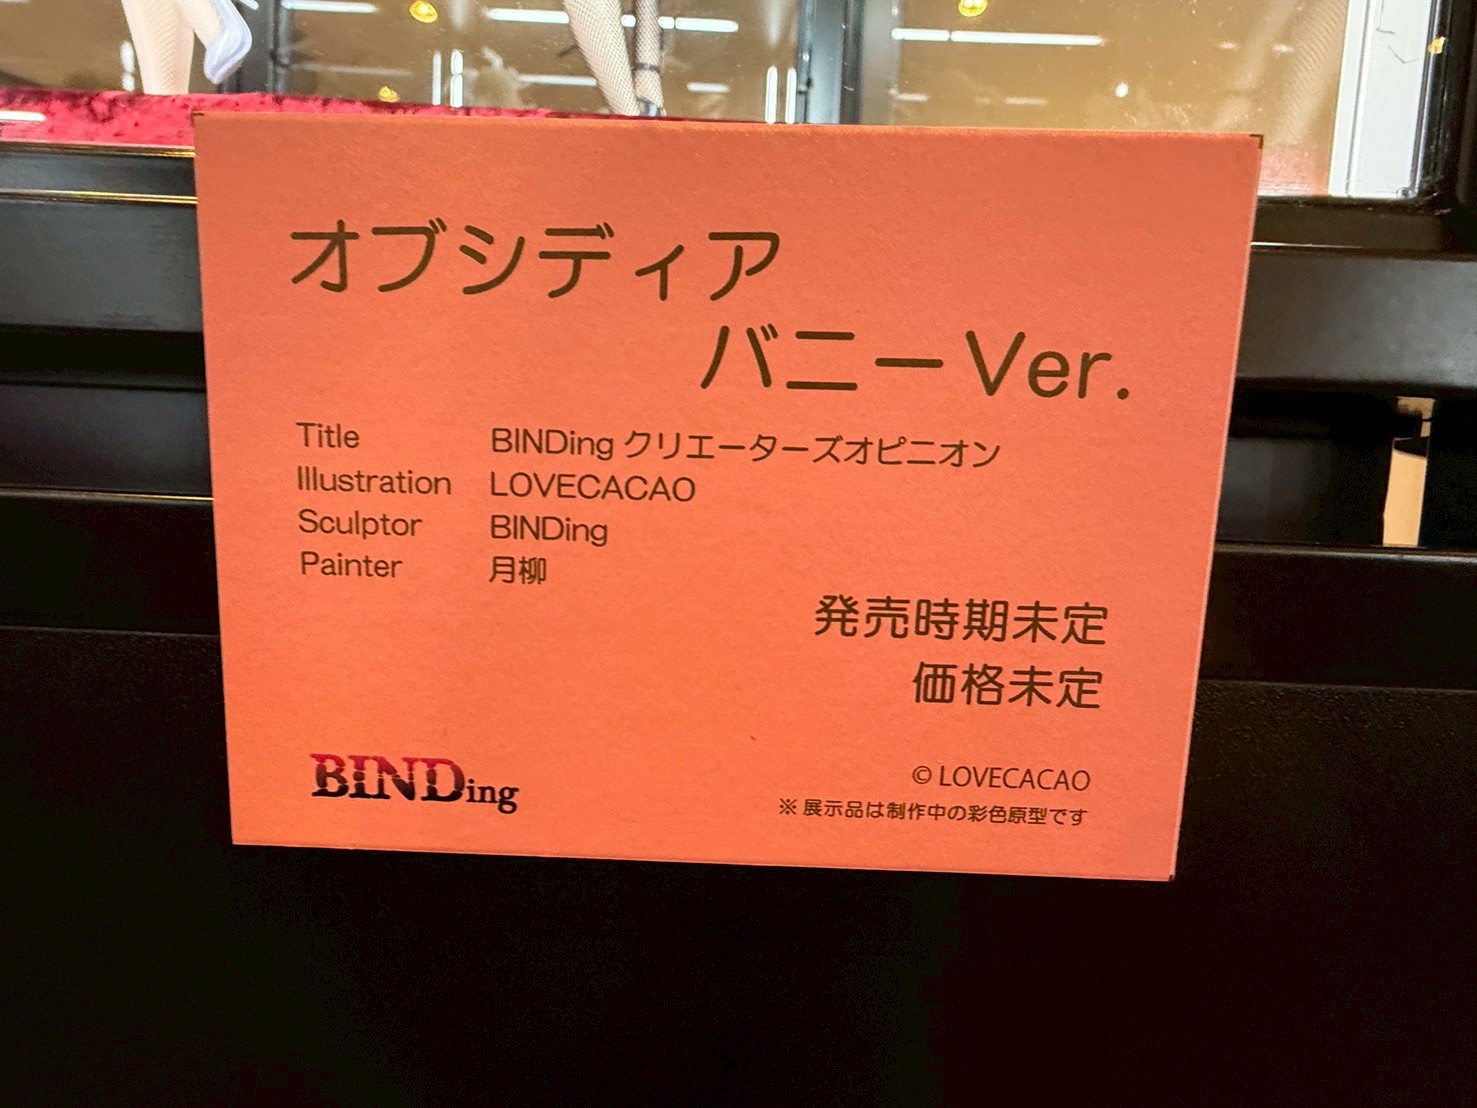 オブシディア
バニーVer.
Title BINDing クリエーターズオピニオン
Illustration LOVECACAO
Sculptor BINDing
Painter 月柳
発売時期未定
価格未定
BINDing
© LOVECACAO
※ 展示品は制作中の彩色原型です